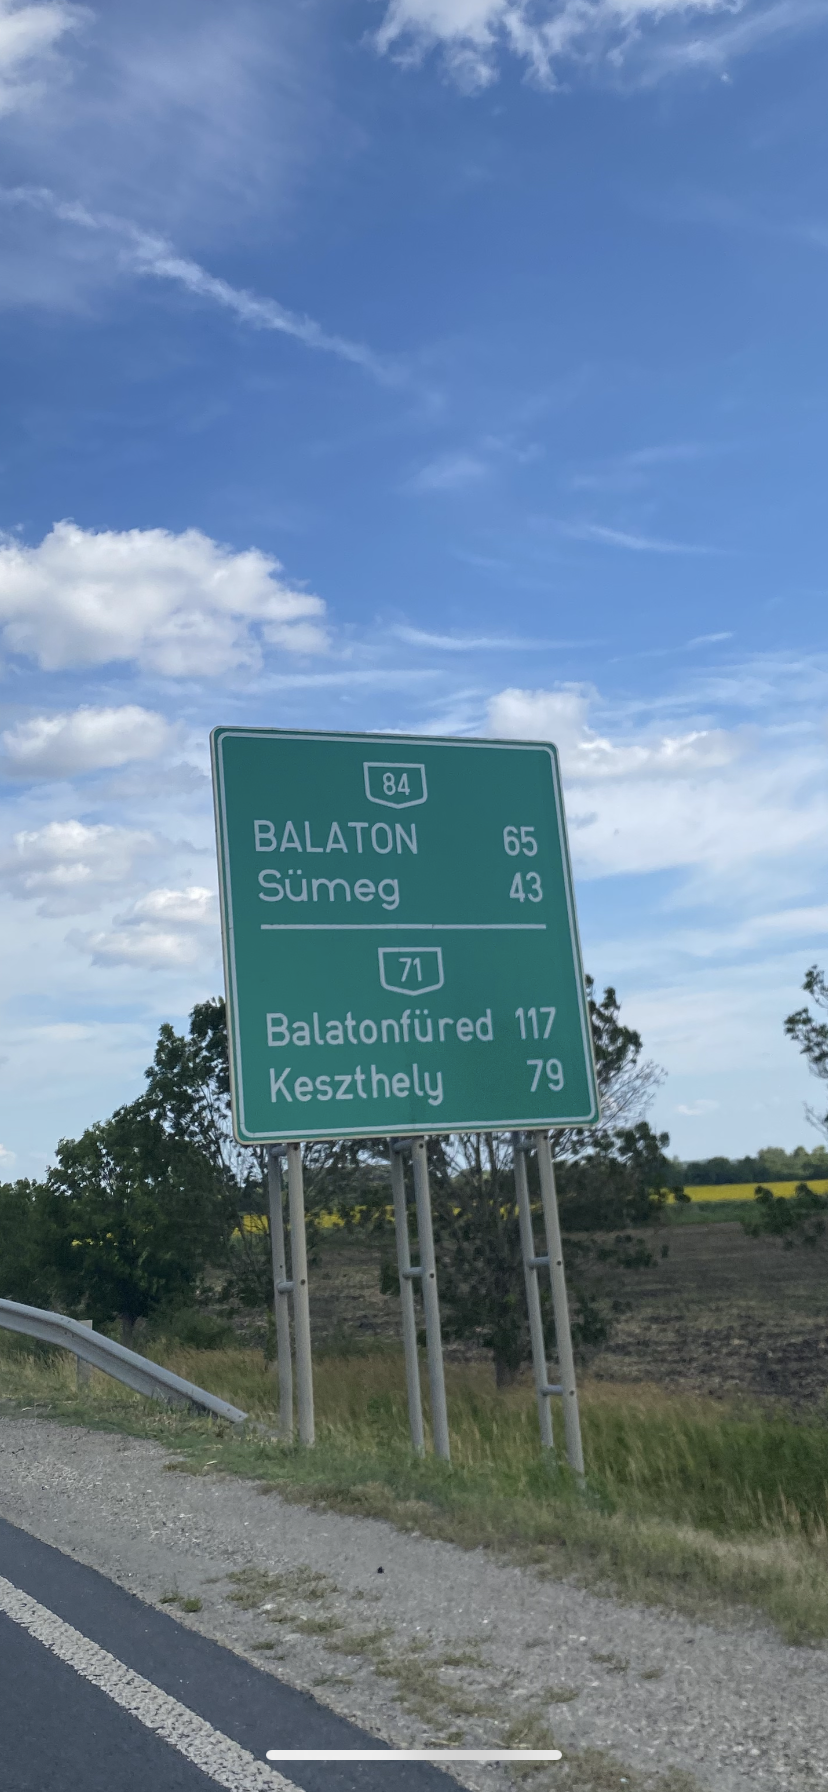 84
BALATON 65
Sümeg 43
71
Balatonfüred 117
Keszthely 79